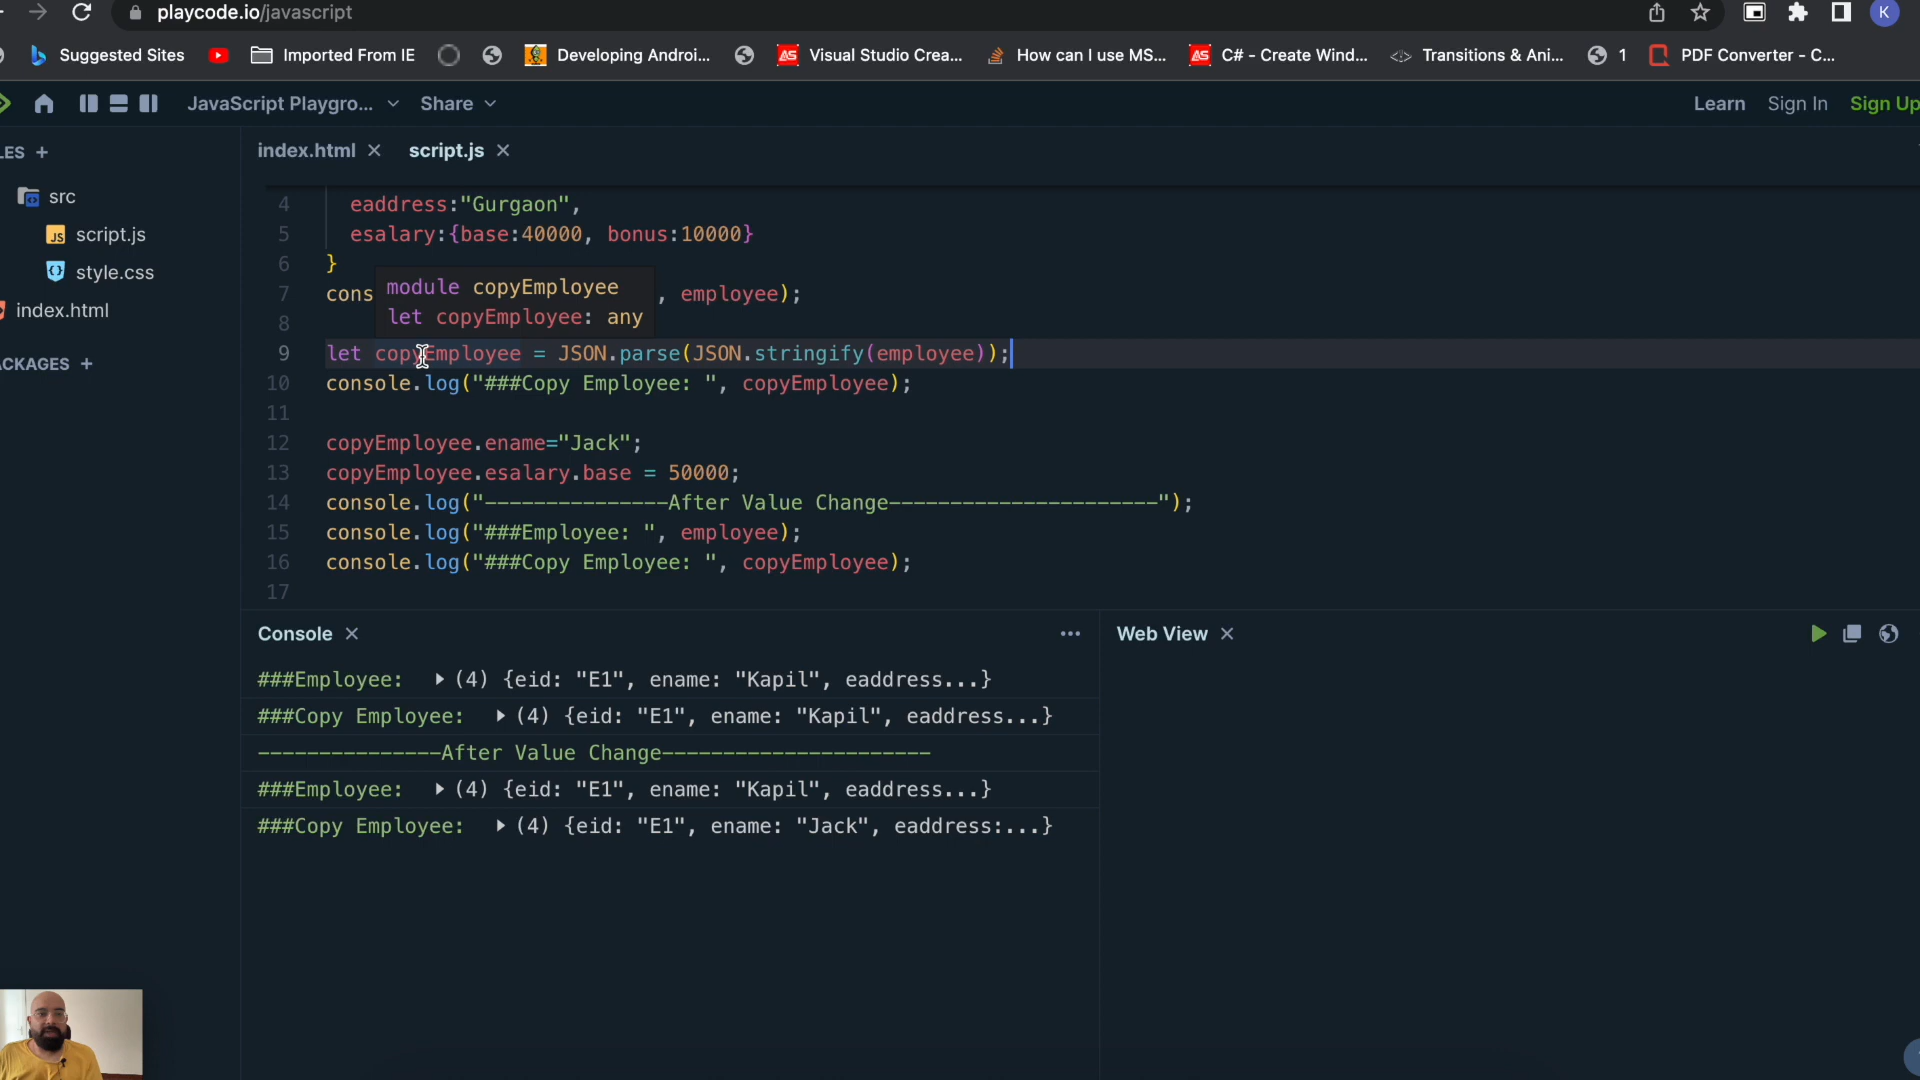 playcode.io/javascript
K
Suggested Sites
Imported From IE
Developing Androi...
AS Visual Studio Crea...
How can I use MS...
AS C# - Create Wind...
Transitions & Ani...
1
PDF Converter - C...
JavaScript Playgro...
Share
Learn
Sign In
Sign Up
LES +
index.html ×
script.js ×
src
JS script.js
style.css
index.html
ACKAGES +
4 eaddress:"Gurgaon",
5 esalary:{base:40000, bonus:10000}
6 }
module copyEmployee
7 cons , employee);
let copyEmployee: any
8
9 let copyEmployee = JSON.parse(JSON.stringify(employee));
10 console.log("###Copy Employee: ", copyEmployee);
11
12 copyEmployee.ename="Jack";
13 copyEmployee.esalary.base = 50000;
14 console.log("---------------After Value Change----------------------");
15 console.log("###Employee: ", employee);
16 console.log("###Copy Employee: ", copyEmployee);
17
Console ×
Web View ×
###Employee: (4) {eid: "E1", ename: "Kapil", eaddress...}
###Copy Employee: (4) {eid: "E1", ename: "Kapil", eaddress...}
---------------After Value Change----------------------
###Employee: (4) {eid: "E1", ename: "Kapil", eaddress...}
###Copy Employee: (4) {eid: "E1", ename: "Jack", eaddress:...}